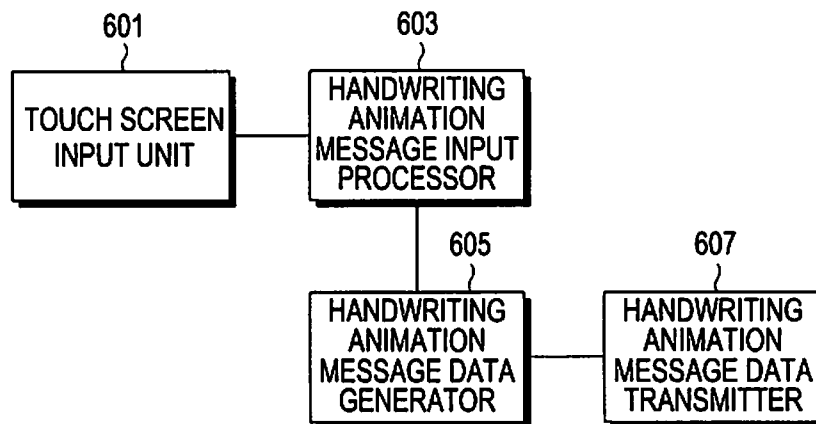 601
TOUCH SCREEN
INPUT UNIT
603
HANDWRITING
ANIMATION
MESSAGE INPUT
PROCESSOR
605
HANDWRITING
ANIMATION
MESSAGE DATA
GENERATOR
607
HANDWRITING
ANIMATION
MESSAGE DATA
TRANSMITTER